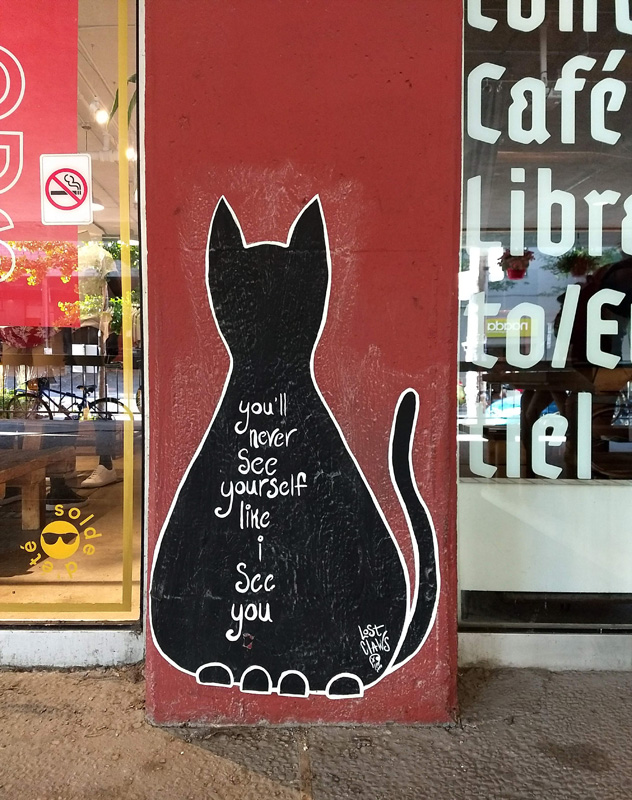 you'll
never
see
yourself
like
i
see
you
Lost
Claws
solde d'été
Café
Libr
to/E
tiel